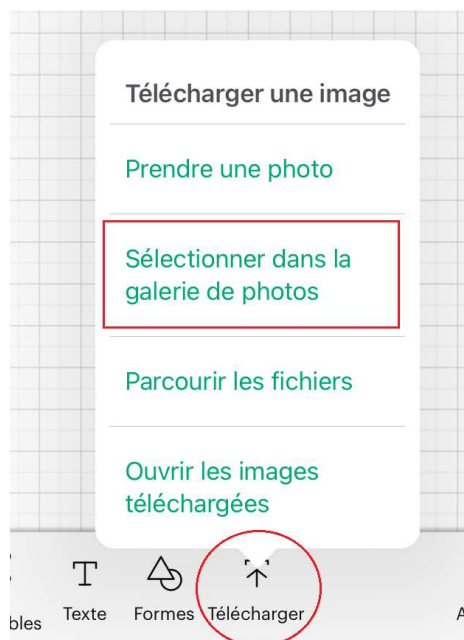 Télécharger une image
Prendre une photo
Sélectionner dans la
galerie de photos
Parcourir les fichiers
Ouvrir les images
téléchargées
bles
Texte
Formes
Télécharger
A